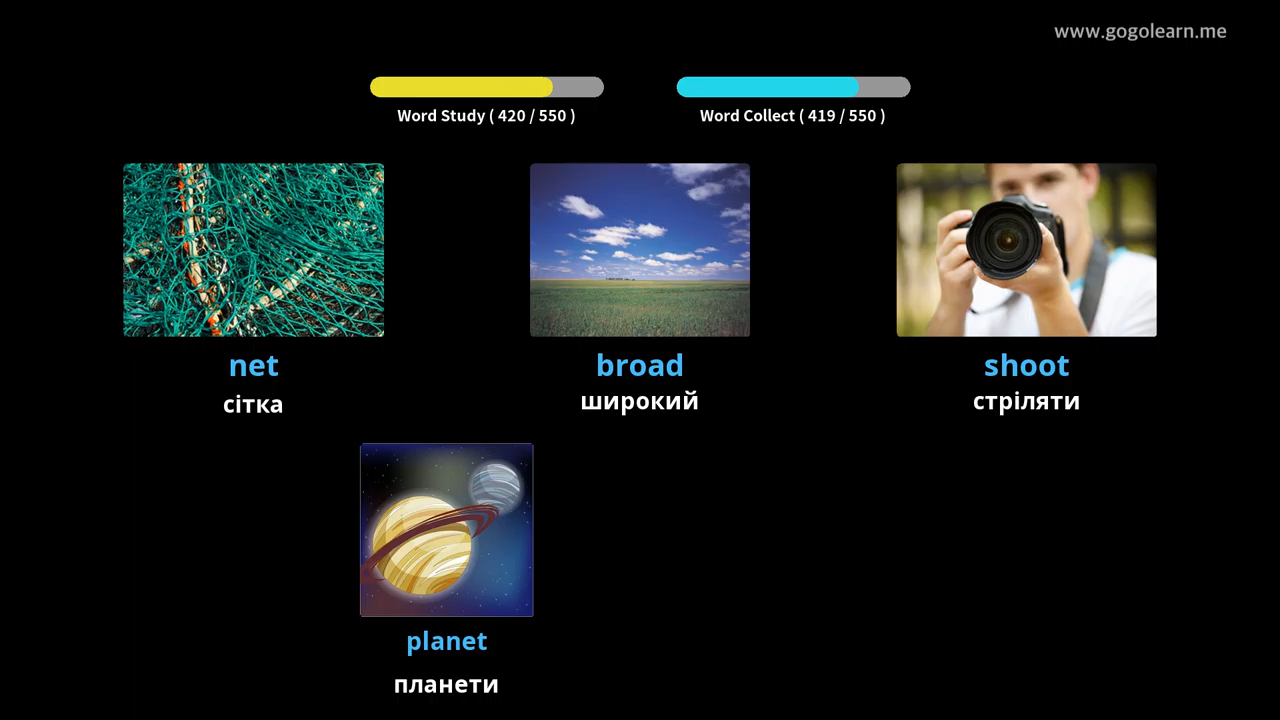 www.gogolearn.me
Word Study ( 420 / 550 )
Word Collect ( 419 / 550 )
net
сітка
broad
широкий
shoot
стріляти
planet
планети